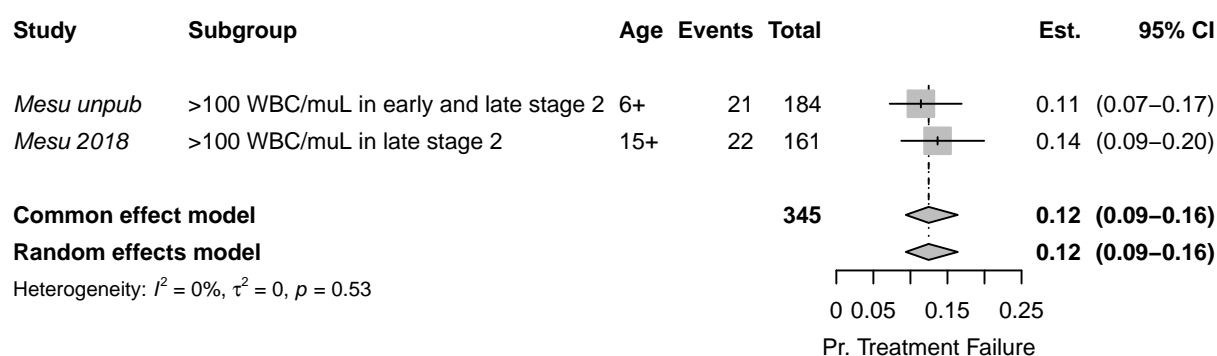 Study Subgroup Age Events Total Est. 95% CI
Mesu unpub >100 WBC/muL in early and late stage 2 6+ 21 184 0.11 (0.07−0.17)
Mesu 2018 >100 WBC/muL in late stage 2 15+ 22 161 0.14 (0.09−0.20)
Common effect model 345 0.12 (0.09−0.16)
Random effects model 0.12 (0.09−0.16)
Heterogeneity: I² = 0%, τ² = 0, p = 0.53
0 0.05 0.15 0.25
Pr. Treatment Failure